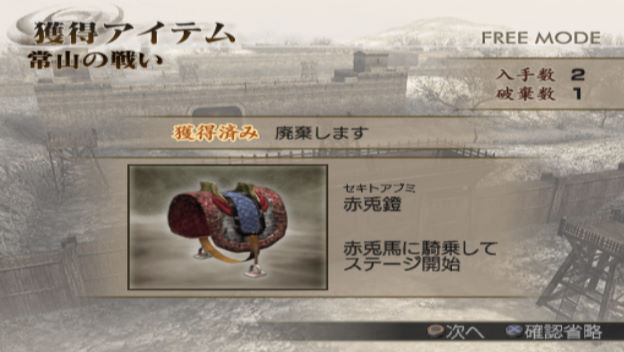 獲得アイテム
常山の戦い
FREE MODE
入手数 2
破棄数 1
獲得済み 廃棄します
セキトアブミ
赤兎鐙
赤兎馬に騎乗して
ステージ開始
次へ 確認省略